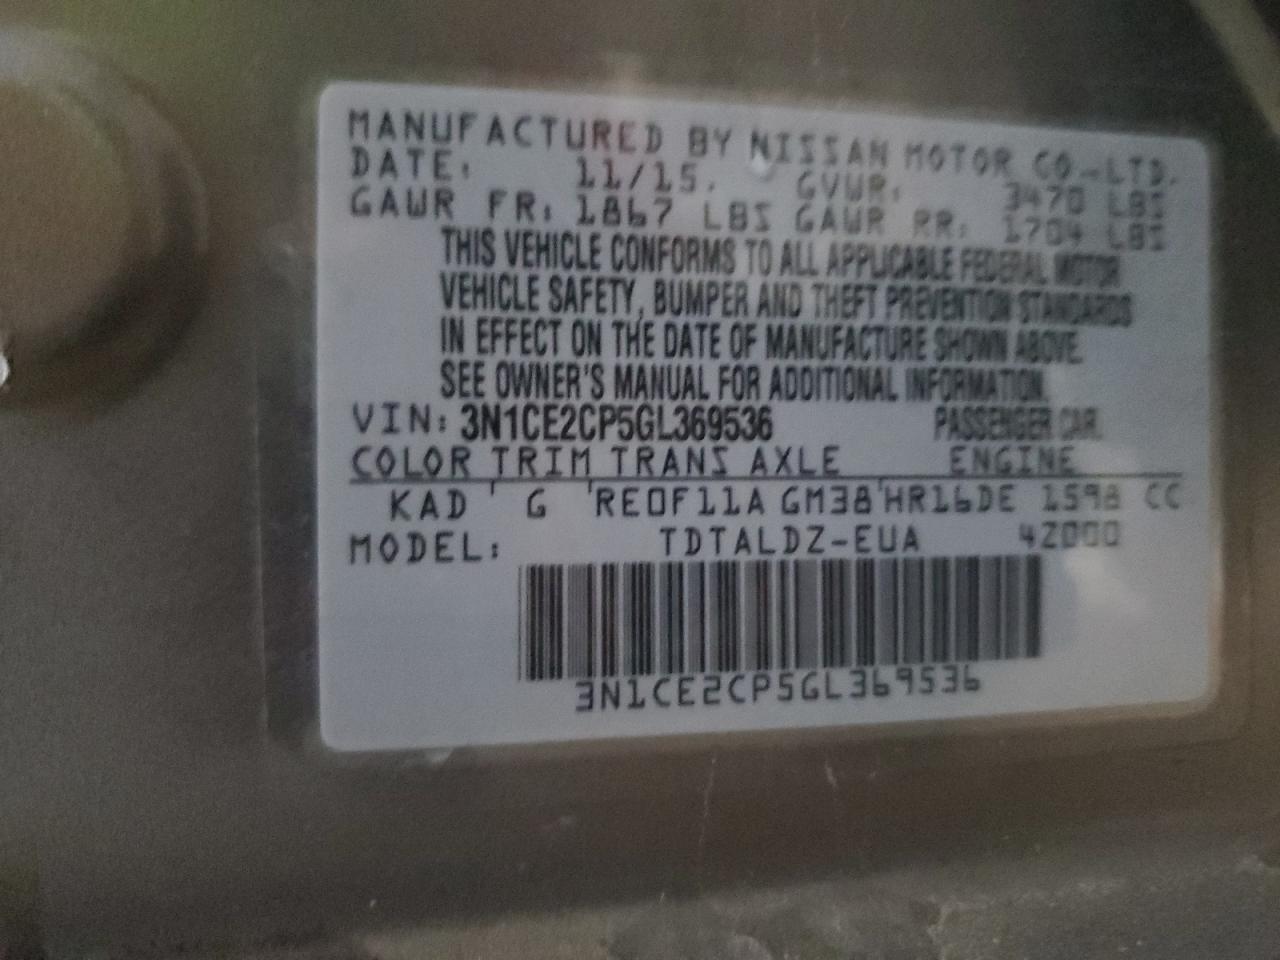 MANUFACTURED BY NISSAN MOTOR CO.,LTD.
DATE: 11/15. GVWR: 3470 LBS
GAWR FR: 1867 LBS GAWR RR: 1704 LBS
THIS VEHICLE CONFORMS TO ALL APPLICABLE FEDERAL MOTOR
VEHICLE SAFETY, BUMPER AND THEFT PREVENTION STANDARDS
IN EFFECT ON THE DATE OF MANUFACTURE SHOWN ABOVE.
SEE OWNER'S MANUAL FOR ADDITIONAL INFORMATION.
VIN: 3N1CE2CP5GL369536 PASSENGER CAR.
COLOR TRIM TRANS AXLE ENGINE
KAD G RE0F11A GM38 HR16DE 1598 CC
MODEL: TDTALDZ-EUA 42000
3N1CE2CP5GL369536